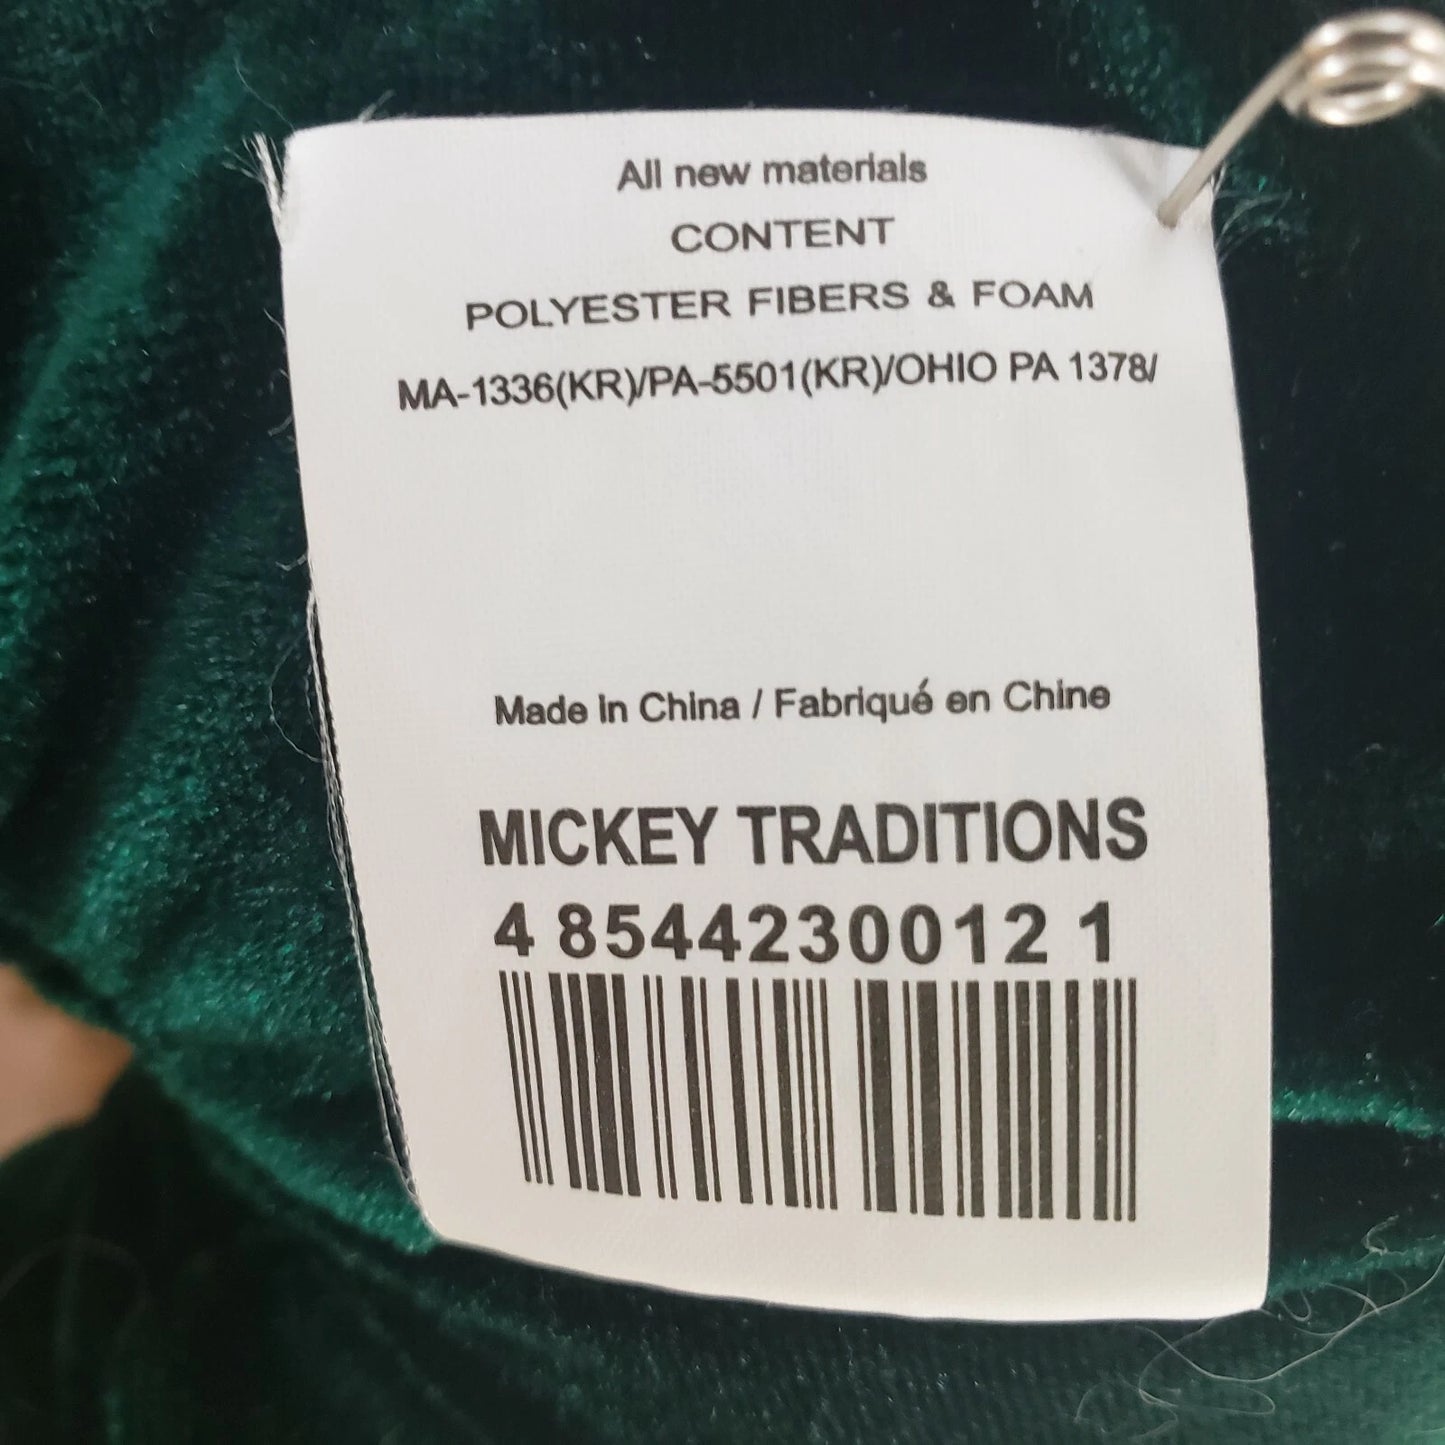 All new materials
CONTENT
POLYESTER FIBERS & FOAM
MA-1336(KR)/PA-5501(KR)/OHIO PA 1378/
Made in China / Fabriqué en Chine
MICKEY TRADITIONS
4 85442300012 1